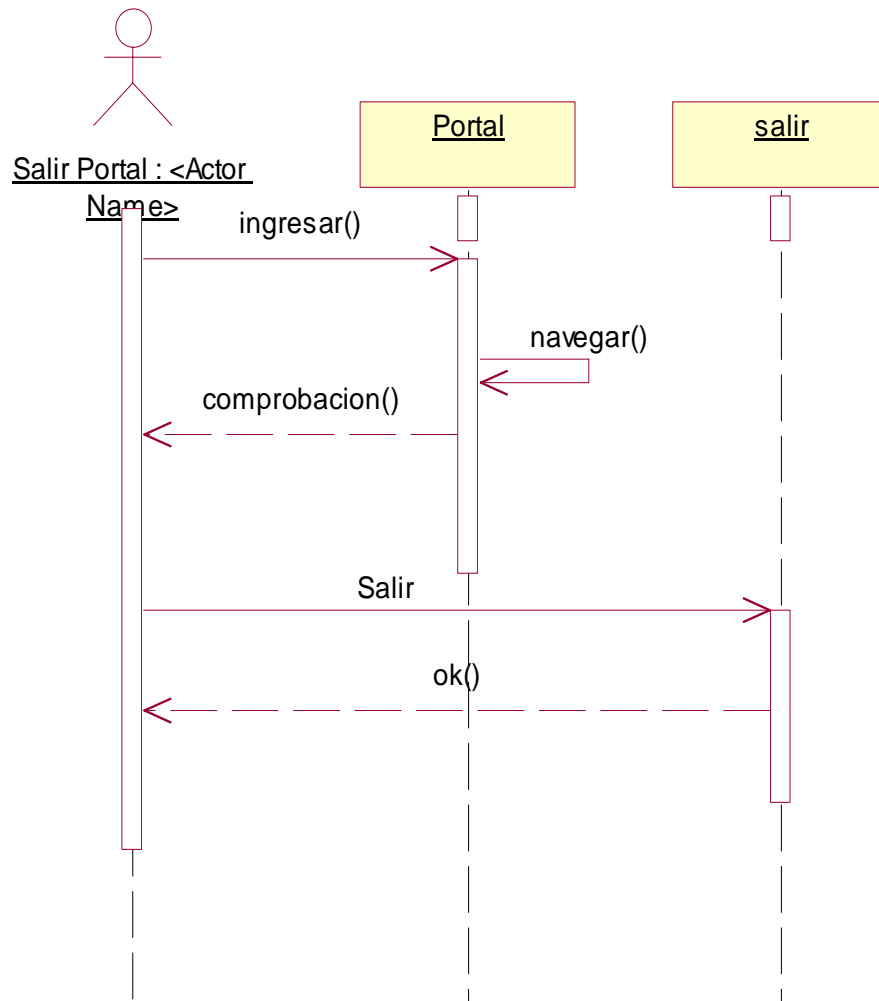 Portal
salir
Salir Portal : <Actor
Name>
ingresar()
navegar()
comprobacion()
Salir
ok()